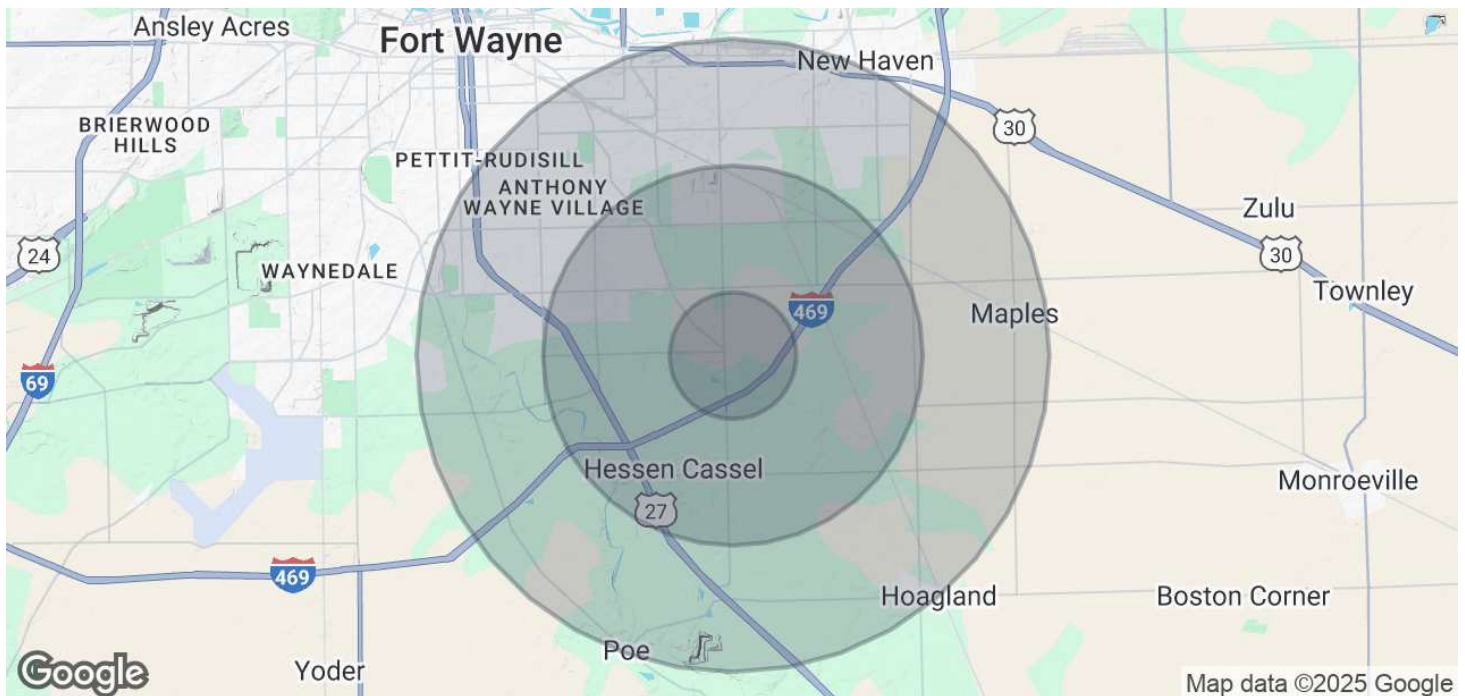 Ansley Acres
Fort Wayne
New Haven
BRIERWOOD
HILLS
30
PETTIT-RUDISILL
ANTHONY
WAYNE VILLAGE
Zulu
24
WAYNEDALE
30
Townley
469
Maples
69
Hessen Cassel
Monroeville
27
469
Hoagland
Boston Corner
Poe
Yoder
Google
Map data ©2025 Google